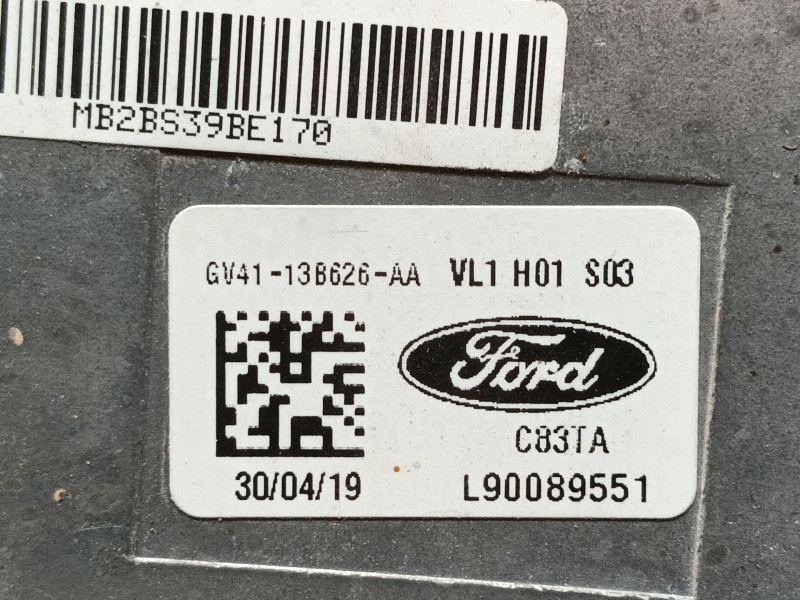 MB2BS39BE170
GV41-13B626-AA VL1 H01 S03
Ford
C83TA
30/04/19 L90089551